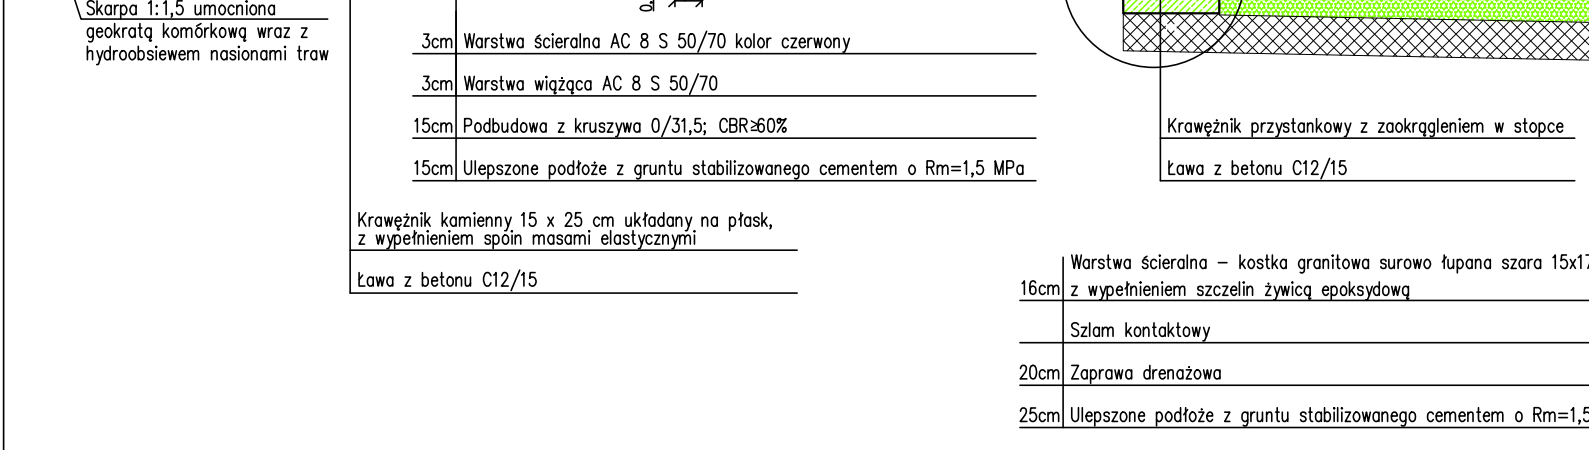 Skarpa 1:1,5 umocniona
geokratą komórkową wraz z
hydroobsiewem nasionami traw
3cm Warstwa ścieralna AC 8 S 50/70 kolor czerwony
3cm Warstwa wiążąca AC 8 S 50/70
15cm Podbudowa z kruszywa 0/31,5; CBR≥60%
15cm Ulepszone podłoże z gruntu stabilizowanego cementem o Rm=1,5 MPa
Krawężnik kamienny 15 x 25 cm układany na płask,
z wypełnieniem spoin masami elastycznymi
Ława z betonu C12/15
Krawężnik przystankowy z zaokrągleniem w stopce
Ława z betonu C12/15
Warstwa ścieralna – kostka granitowa surowo łupana szara 15x17
16cm z wypełnieniem szczelin żywicą epoksydową
Szlam kontaktowy
20cm Zaprawa drenażowa
25cm Ulepszone podłoże z gruntu stabilizowanego cementem o Rm=1,5